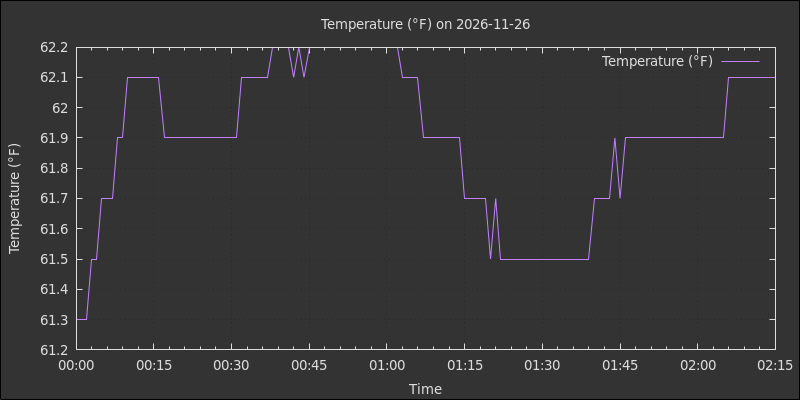 Temperature (°F) on 2026-11-26
Temperature (°F)
62.2
62.1
62
61.9
61.8
61.7
61.6
61.5
61.4
61.3
61.2
Temperature (°F)
00:00 00:15 00:30 00:45 01:00 01:15 01:30 01:45 02:00 02:15
Time